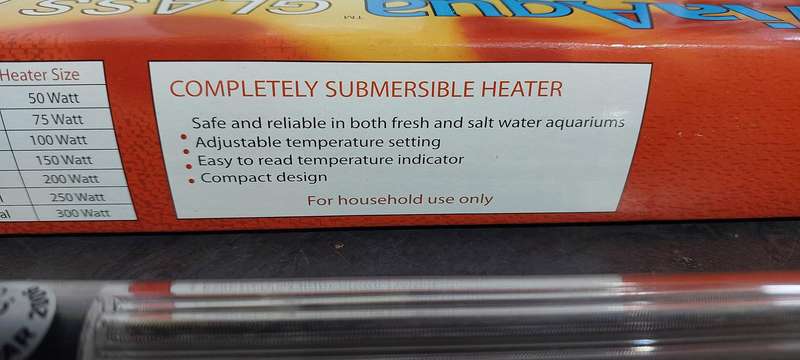 Aqua
GLASS
TM
Heater Size
50 Watt
75 Watt
100 Watt
150 Watt
200 Watt
250 Watt
300 Watt
COMPLETELY SUBMERSIBLE HEATER
Safe and reliable in both fresh and salt water aquariums
• Adjustable temperature setting
• Easy to read temperature indicator
• Compact design
For household use only